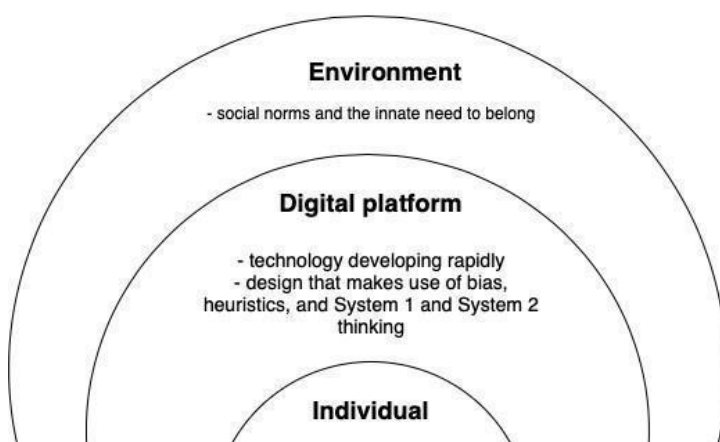 Environment
- social norms and the innate need to belong
Digital platform
- technology developing rapidly
- design that makes use of bias,
heuristics, and System 1 and System 2
thinking
Individual